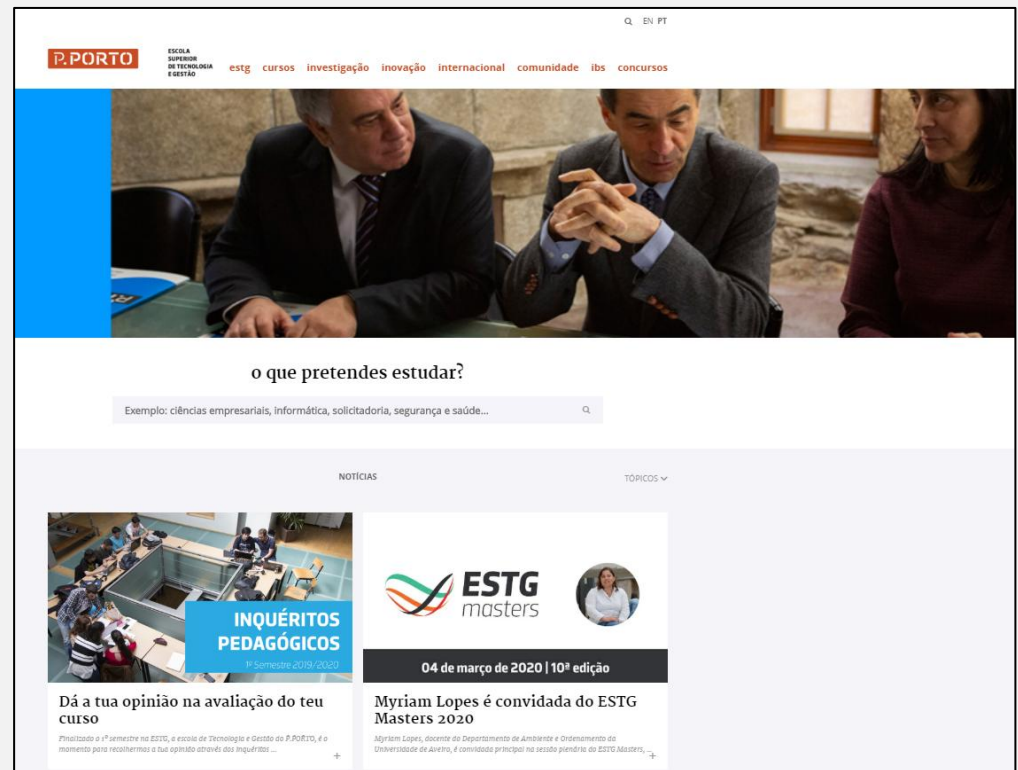 EN PT
P.PORTO
ESCOLA
SUPERIOR
DE TECNOLOGIA
E GESTÃO
estg cursos investigação inovação internacional comunidade ibs concursos
o que pretendes estudar?
Exemplo: ciências empresariais, informática, solicitadoria, segurança e saúde...
NOTÍCIAS
TÓPICOS
INQUÉRITOS
PEDAGÓGICOS
1º Semestre 2019/2020
Dá a tua opinião na avaliação do teu
curso
Finalizado o 1º semestre na ESTG, a escola de Tecnologia e Gestão do P.PORTO, é o
momento para recolhermos a tua opinião através dos Inquéritos ...
+
ESTG
masters
04 de março de 2020 | 10ª edição
Myriam Lopes é convidada do ESTG
Masters 2020
Myriam Lopes, docente do Departamento de Ambiente e Ordenamento da
Universidade de Aveiro, é convidada principal na sessão plenária do ESTG Masters, ...
+